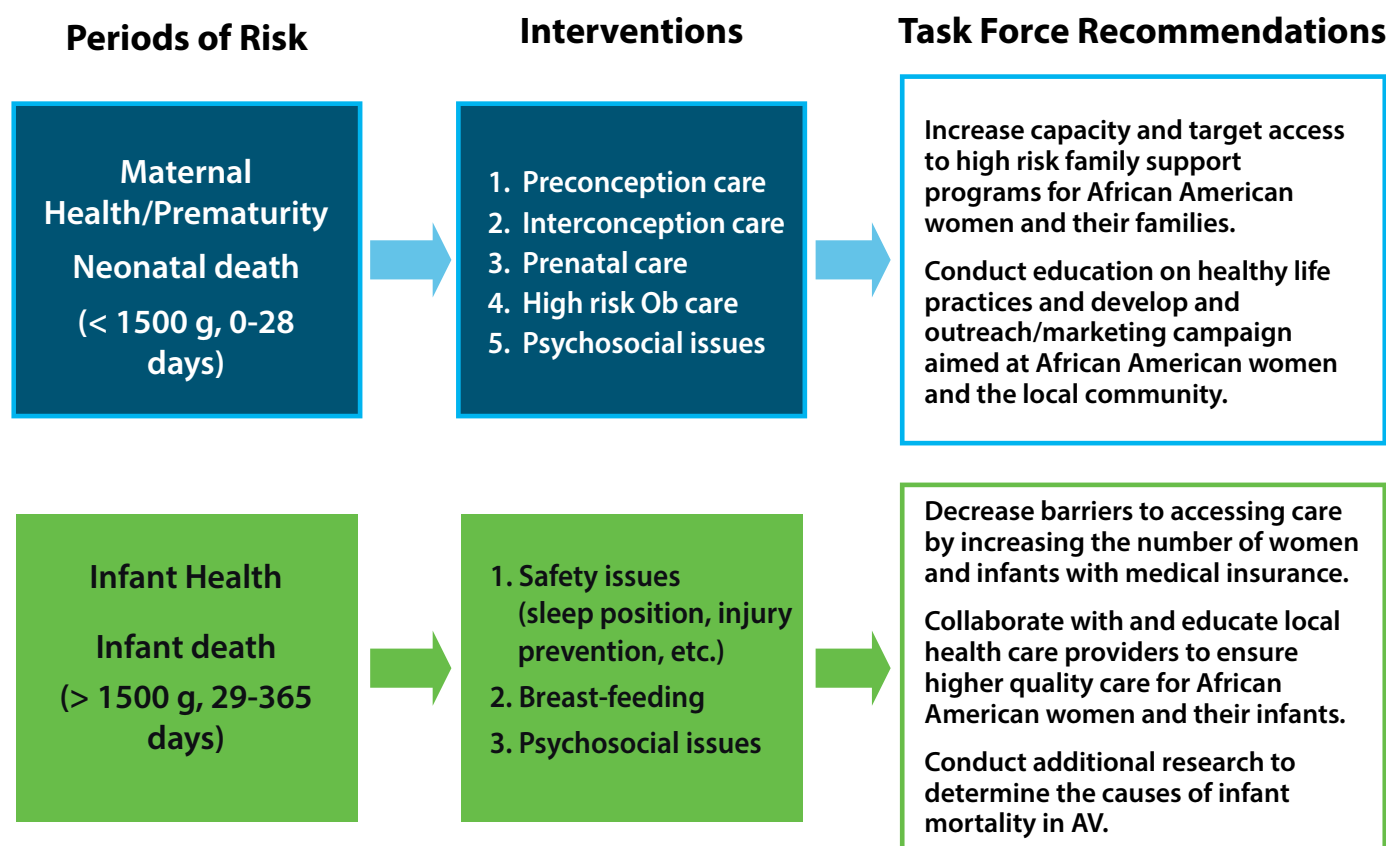 Periods of Risk
Interventions
Task Force Recommendations
Maternal
Health/Prematurity
Neonatal death
(< 1500 g, 0-28
days)
1. Preconception care
2. Interconception care
3. Prenatal care
4. High risk Ob care
5. Psychosocial issues
Increase capacity and target access
to high risk family support
programs for African American
women and their families.
Conduct education on healthy life
practices and develop and
outreach/marketing campaign
aimed at African American women
and the local community.
Infant Health
Infant death
(> 1500 g, 29-365
days)
1. Safety issues
(sleep position, injury
prevention, etc.)
2. Breast-feeding
3. Psychosocial issues
Decrease barriers to accessing care
by increasing the number of women
and infants with medical insurance.
Collaborate with and educate local
health care providers to ensure
higher quality care for African
American women and their infants.
Conduct additional research to
determine the causes of infant
mortality in AV.